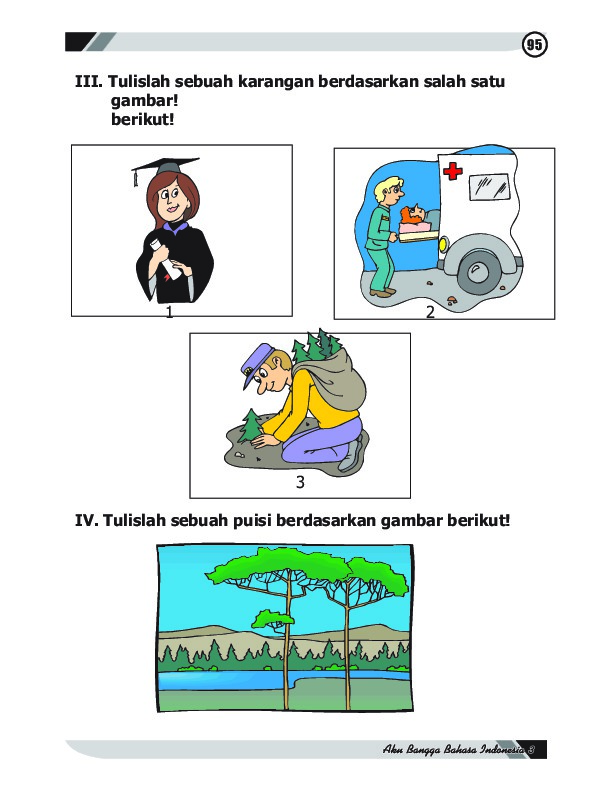 95
III. Tulislah sebuah karangan berdasarkan salah satu
gambar!
berikut!
1
2
3
IV. Tulislah sebuah puisi berdasarkan gambar berikut!
Aku Bangga Bahasa Indonesia 3